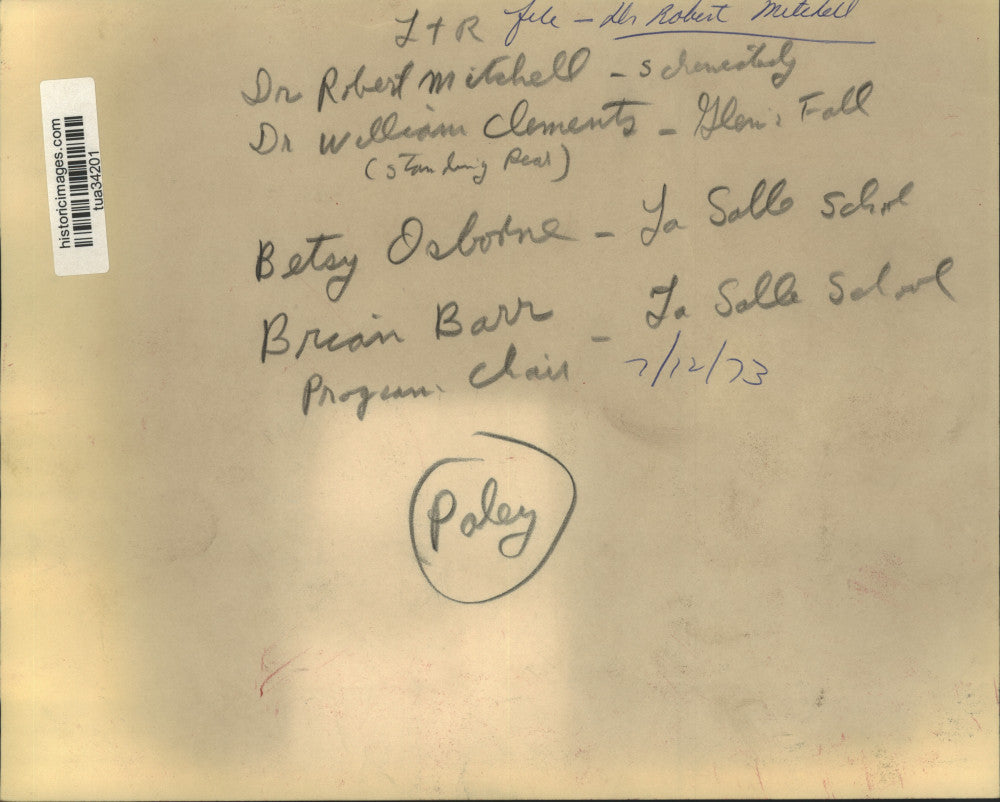 L + R file - Dr Robert Mitchell
Dr Robert Mitchell - Schenectady
Dr William Clements - Glens Fall
(standing Rear)
Betsy Osborne - La Salle School
Brian Barr - La Salle School
Program Chair 7/12/73
Paley
historicimages.com
tua34201